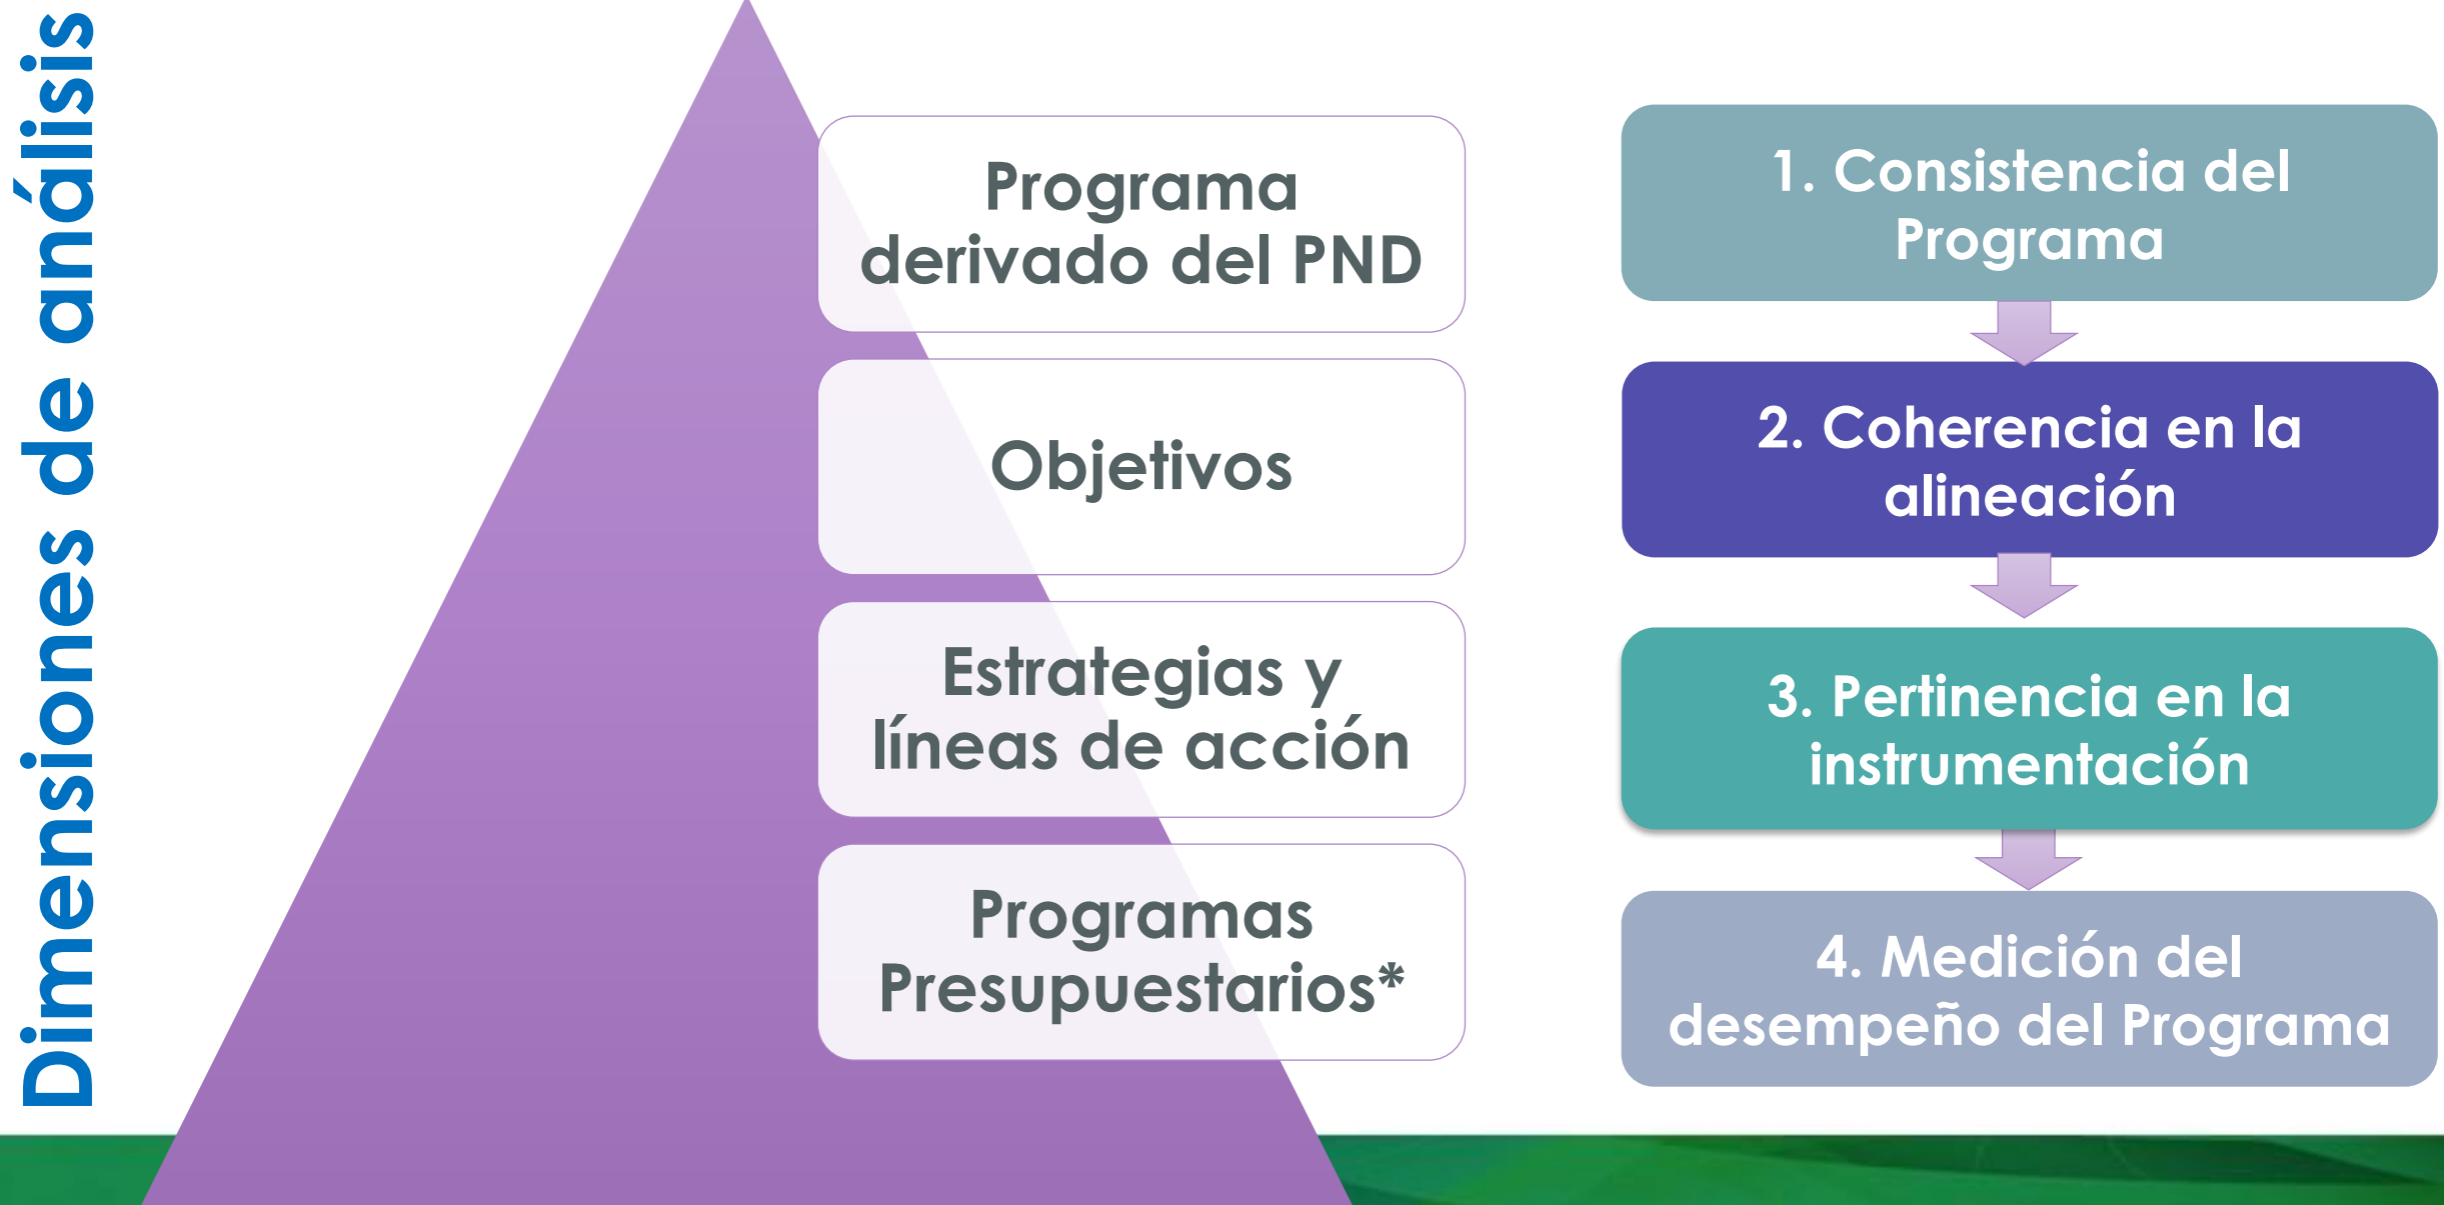 Dimensiones de análisis
Programa
derivado del PND
Objetivos
Estrategias y
líneas de acción
Programas
Presupuestarios*
1. Consistencia del
Programa
2. Coherencia en la
alineación
3. Pertinencia en la
instrumentación
4. Medición del
desempeño del Programa